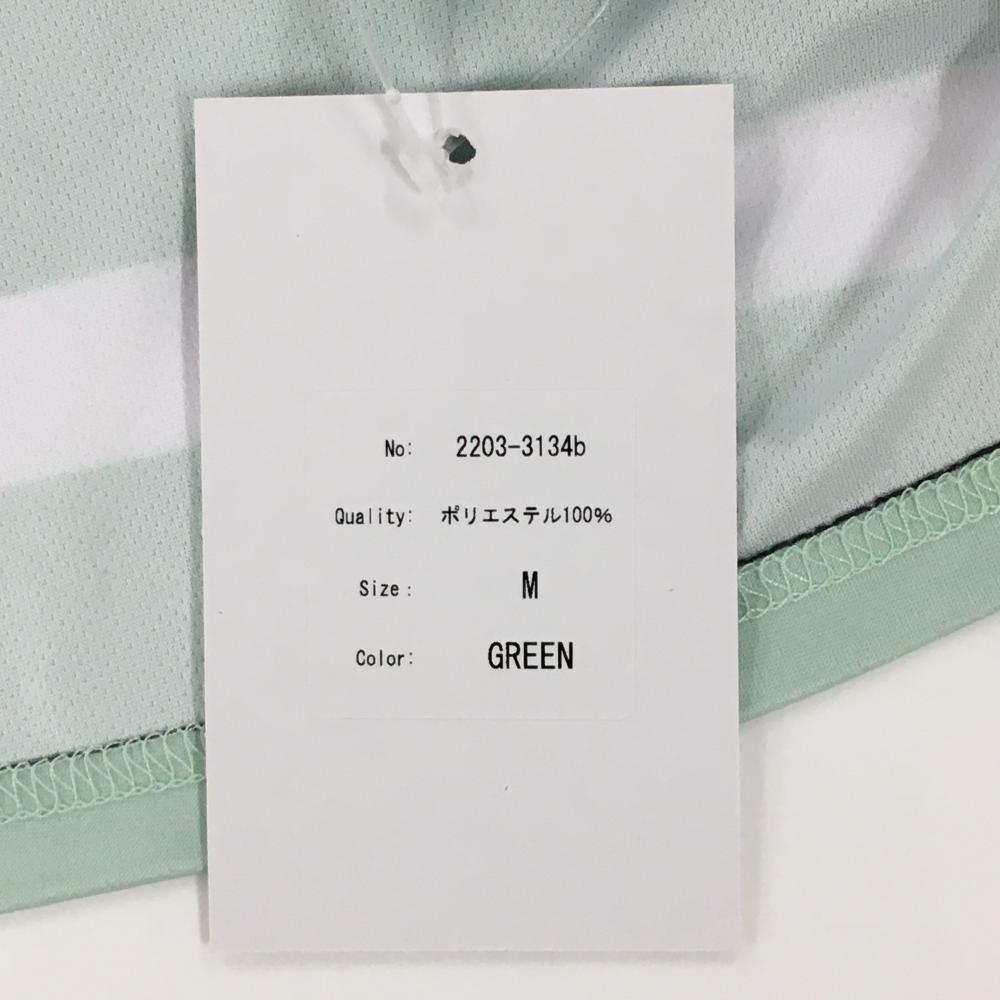 No: 2203-3134b
Quality: ポリエステル100%
Size: M
Color: GREEN